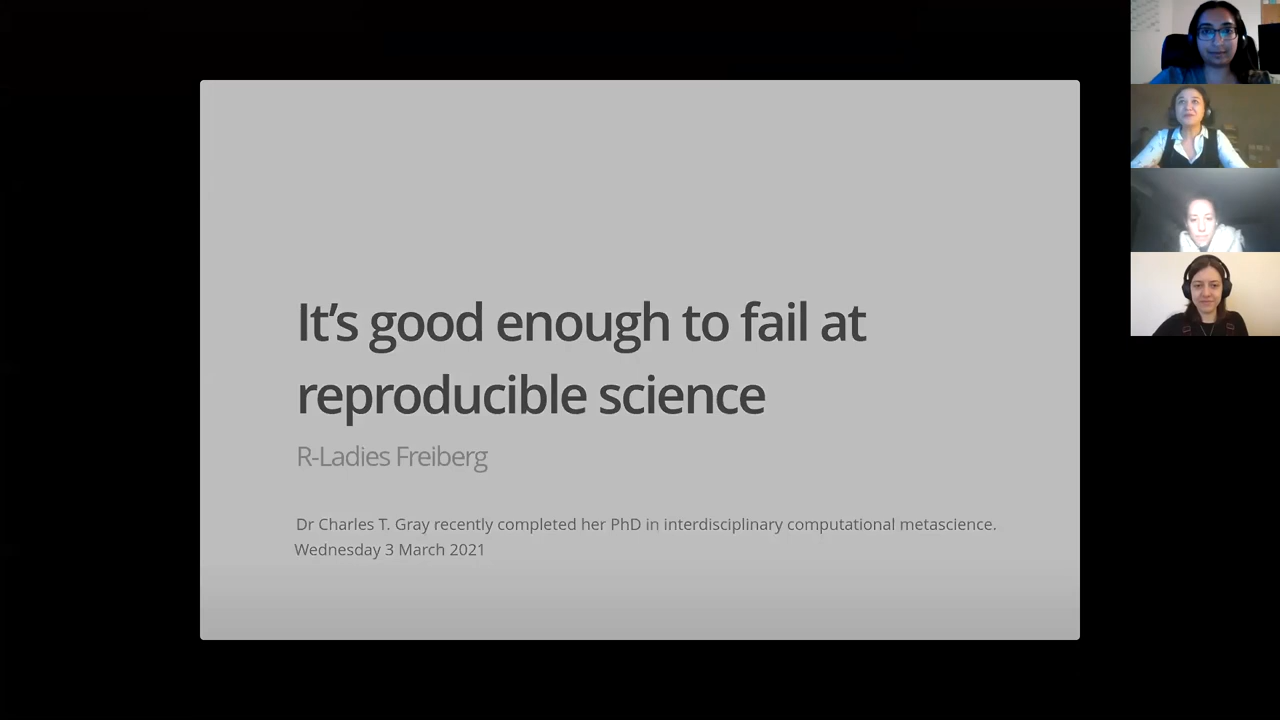 It’s good enough to fail at
reproducible science
R-Ladies Freiberg
Dr Charles T. Gray recently completed her PhD in interdisciplinary computational metascience.
Wednesday 3 March 2021